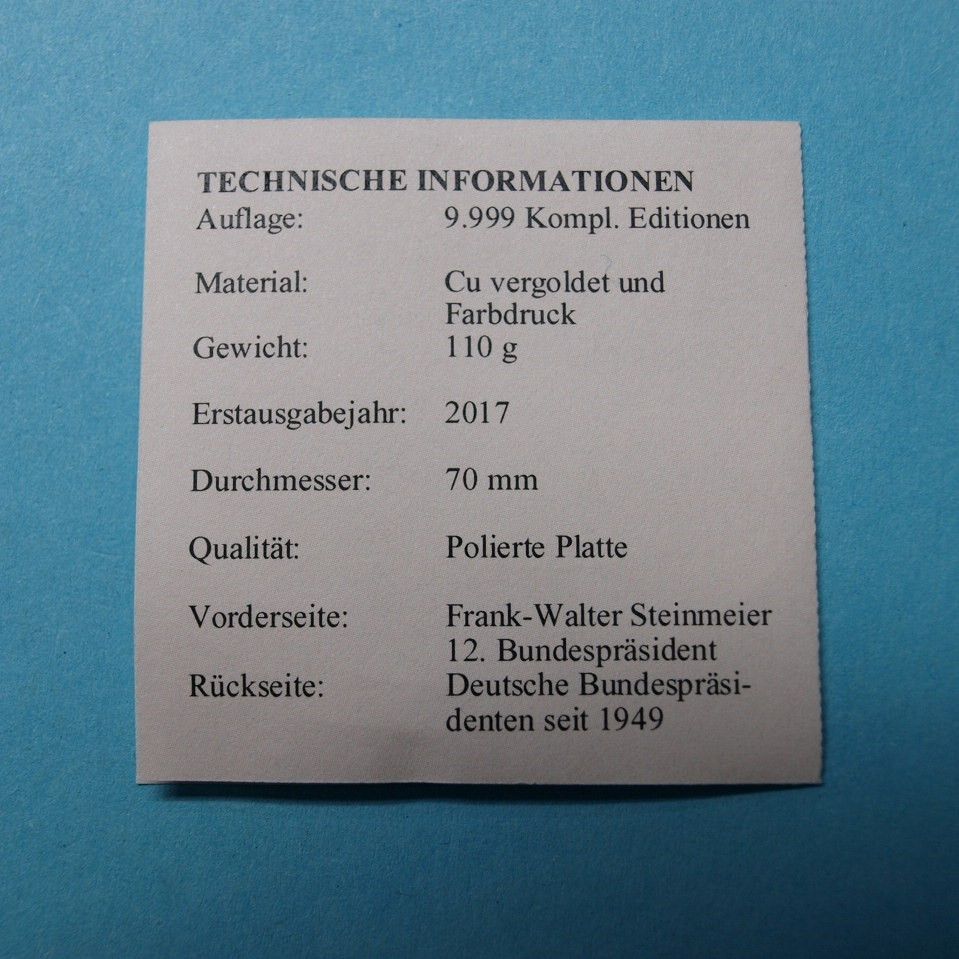 TECHNISCHE INFORMATIONEN
Auflage: 9.999 Kompl. Editionen
Material: Cu vergoldet und
Farbdruck
Gewicht: 110 g
Erstausgabejahr: 2017
Durchmesser: 70 mm
Qualität: Polierte Platte
Vorderseite: Frank-Walter Steinmeier
12. Bundespräsident
Rückseite: Deutsche Bundespräsi-
denten seit 1949